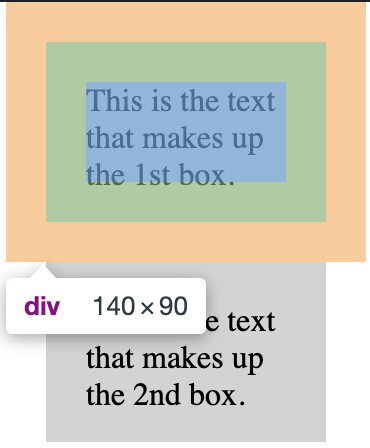 This is the text
that makes up
the 1st box.
div 140×90
e text
that makes up
the 2nd box.